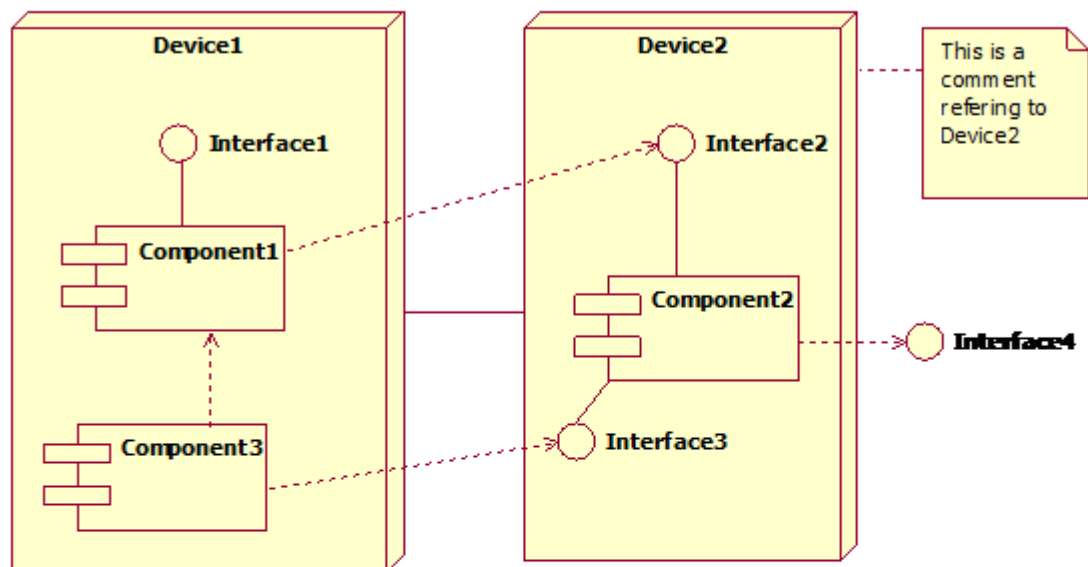 Device1
Device2
This is a
comment
refering to
Device2
Interface1
Interface2
Component1
Component2
Interface4
Component3
Interface3